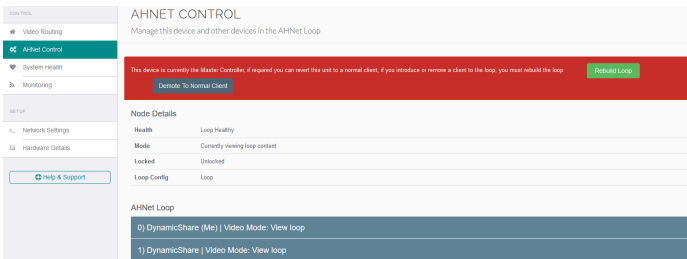 CONTROL
Video Routing
AHNet Control
System Health
Monitoring
SETUP
Network Settings
Hardware Details
Help & Support
AHNET CONTROL
Manage this device and other devices in the AHNet Loop
This device is currently the Master Controller, if required you can revert this unit to a normal client, if you introduce or remove a client to the loop, you must rebuild the loop
Rebuild Loop
Demote To Normal Client
Node Details
Health Loop Healthy
Mode Currently viewing loop content
Locked Unlocked
Loop Config Loop
AHNet Loop
0) DynamicShare (Me) | Video Mode: View loop
1) DynamicShare | Video Mode: View loop